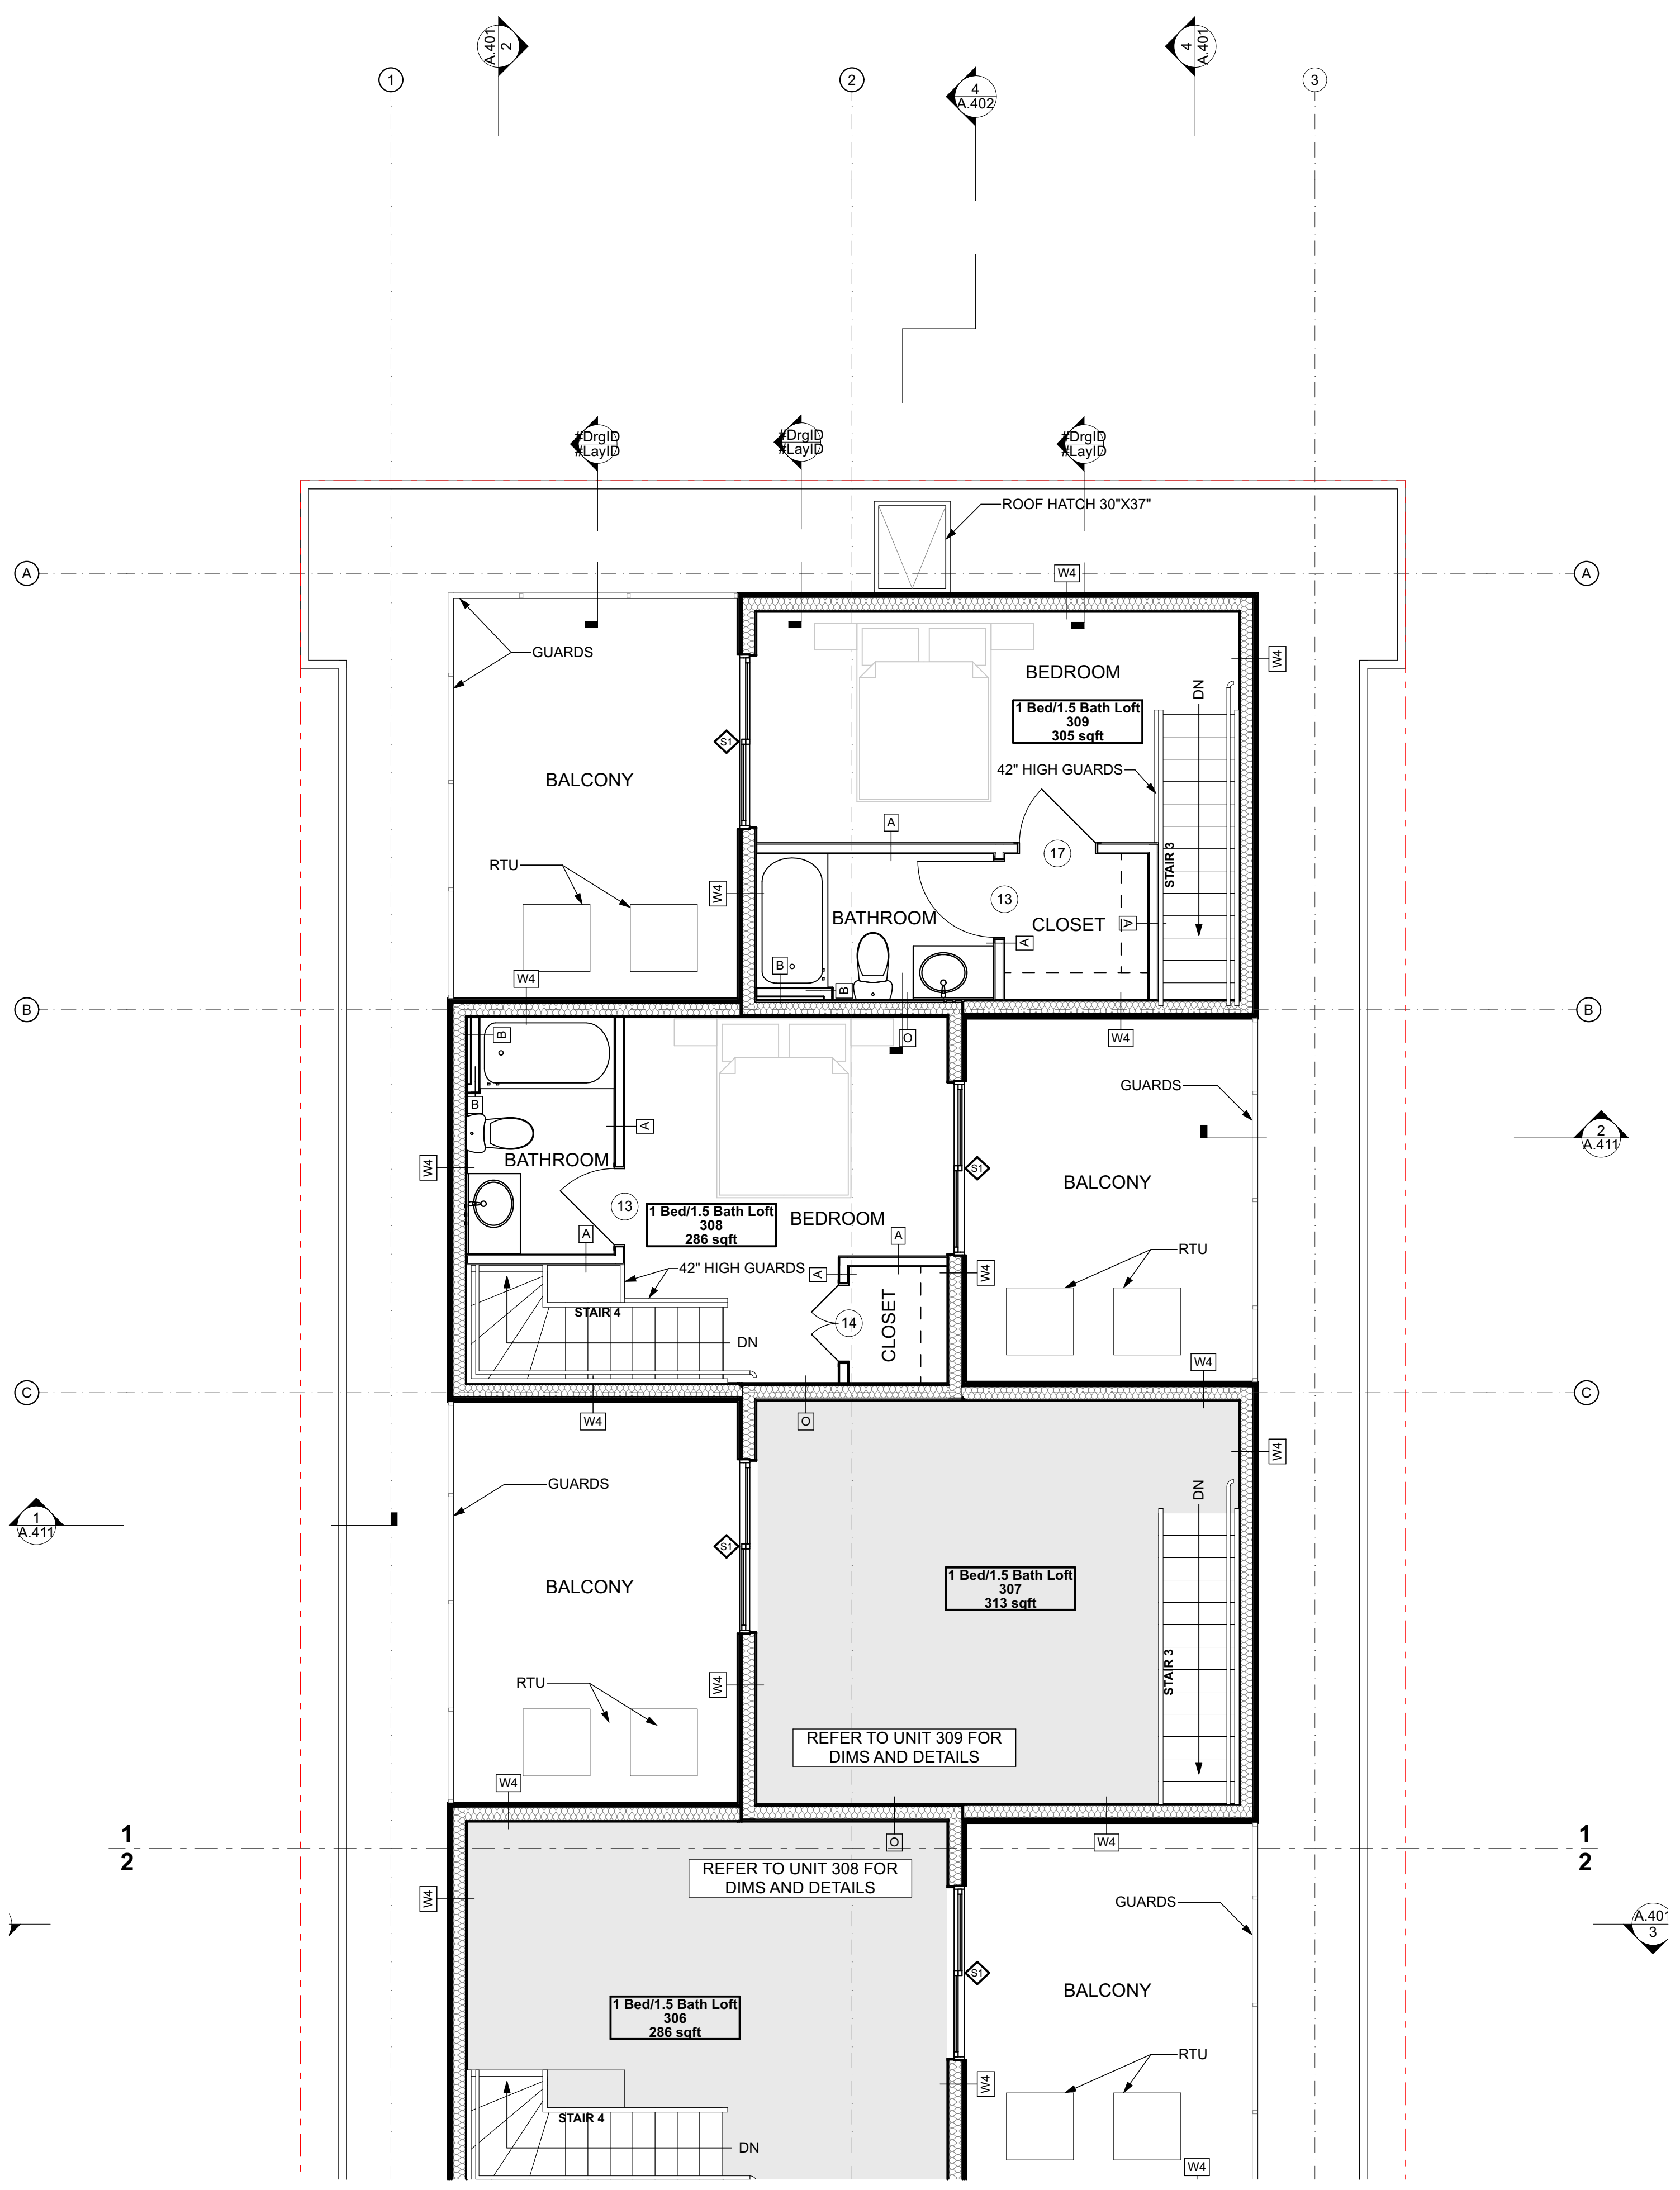 A.401
2
4
A.401
1
2
3
4
A.402
#DrgID
#LayID
#DrgID
#LayID
#DrgID
#LayID
ROOF HATCH 30"X37"
A
W4
A
GUARDS
W4
BEDROOM
DN
1 Bed/1.5 Bath Loft
309
305 sqft
S1
42" HIGH GUARDS
BALCONY
A
17
STAIR 3
RTU
W4
13
BATHROOM
CLOSET
A
A
B
W4
B
B
B
B
O
W4
GUARDS
B
A
2
A.411
BATHROOM
W4
S1
BALCONY
13
1 Bed/1.5 Bath Loft
308
286 sqft
BEDROOM
A
A
RTU
42" HIGH GUARDS
A
W4
STAIR 4
CLOSET
14
DN
W4
C
C
W4
O
W4
GUARDS
DN
1
A.411
S1
1 Bed/1.5 Bath Loft
307
313 sqft
BALCONY
STAIR 3
RTU
W4
REFER TO UNIT 309 FOR
DIMS AND DETAILS
W4
1
2
O
W4
1
2
REFER TO UNIT 308 FOR
DIMS AND DETAILS
W4
GUARDS
A.401
3
S1
BALCONY
1 Bed/1.5 Bath Loft
306
286 sqft
RTU
W4
STAIR 4
DN
W4